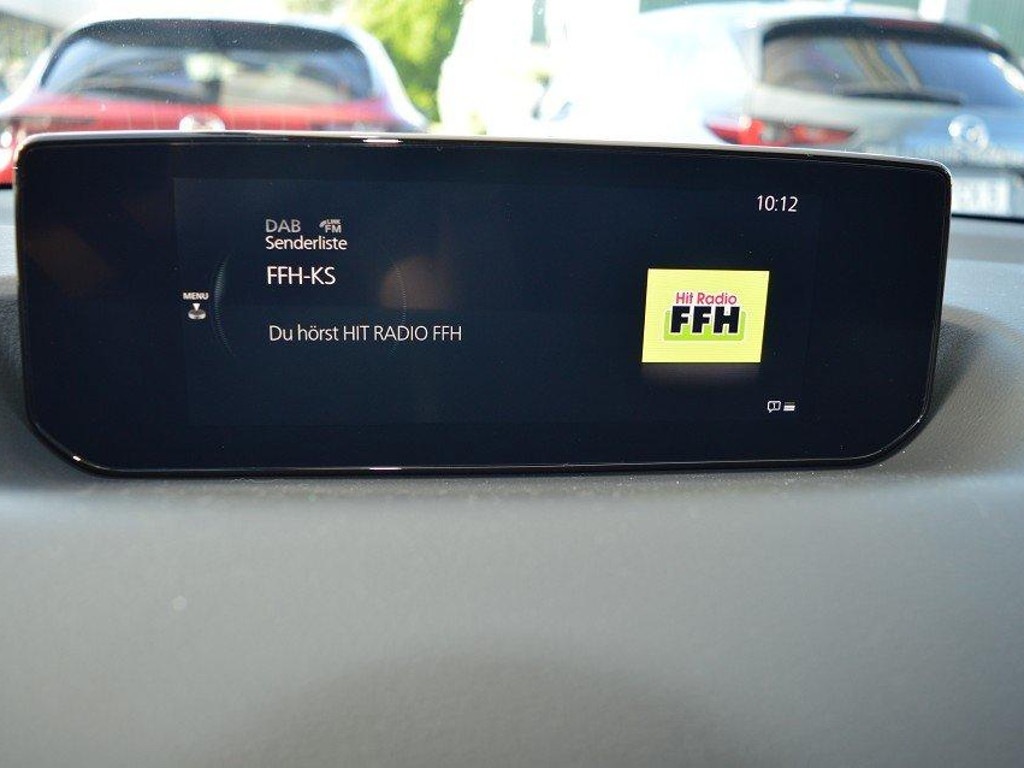 10:12
DAB LINK FM
Senderliste
FFH-KS
MENU
Du hörst HIT RADIO FFH
Hit Radio
FFH